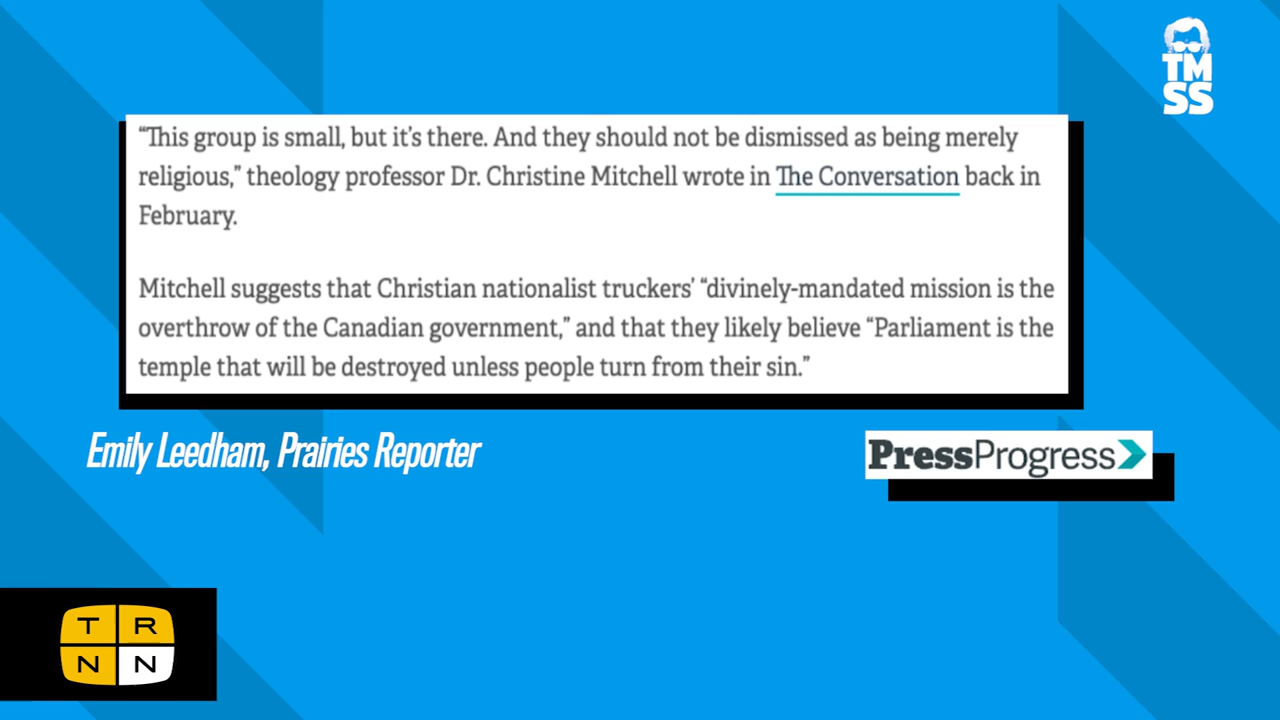 TM
SS
“This group is small, but it’s there. And they should not be dismissed as being merely
religious,” theology professor Dr. Christine Mitchell wrote in The Conversation back in
February.
Mitchell suggests that Christian nationalist truckers’ “divinely-mandated mission is the
overthrow of the Canadian government,” and that they likely believe “Parliament is the
temple that will be destroyed unless people turn from their sin.”
Emily Leedham, Prairies Reporter
PressProgress
T R
N N